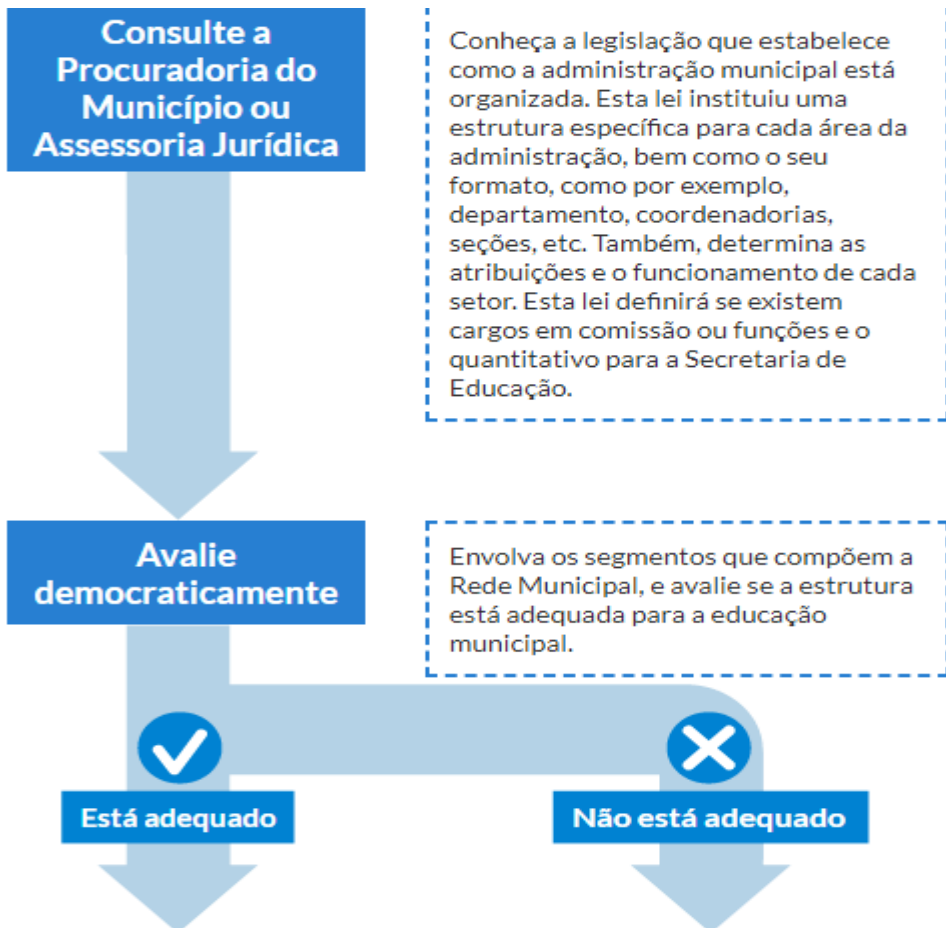 Consulte a
Procuradoria do
Município ou
Assessoria Jurídica
Conheça a legislação que estabelece
como a administração municipal está
organizada. Esta lei instituiu uma
estrutura específica para cada área da
administração, bem como o seu
formato, como por exemplo,
departamento, coordenadorias,
seções, etc. Também, determina as
atribuições e o funcionamento de cada
setor. Esta lei definirá se existem
cargos em comissão ou funções e o
quantitativo para a Secretaria de
Educação.
Avalie
democraticamente
Envolva os segmentos que compõem a
Rede Municipal, e avalie se a estrutura
está adequada para a educação
municipal.
Está adequado
Não está adequado